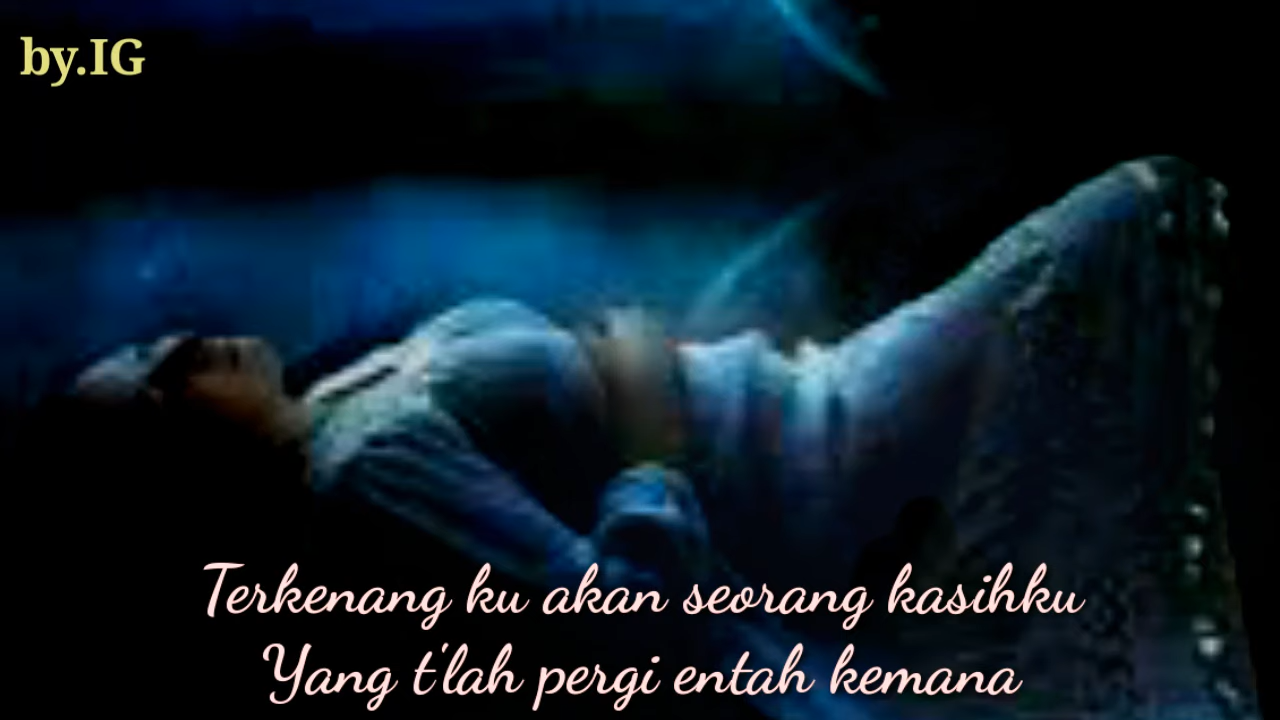 by.IG
Terkenang ku akan seorang kasihku
Yang t'lah pergi entah kemana